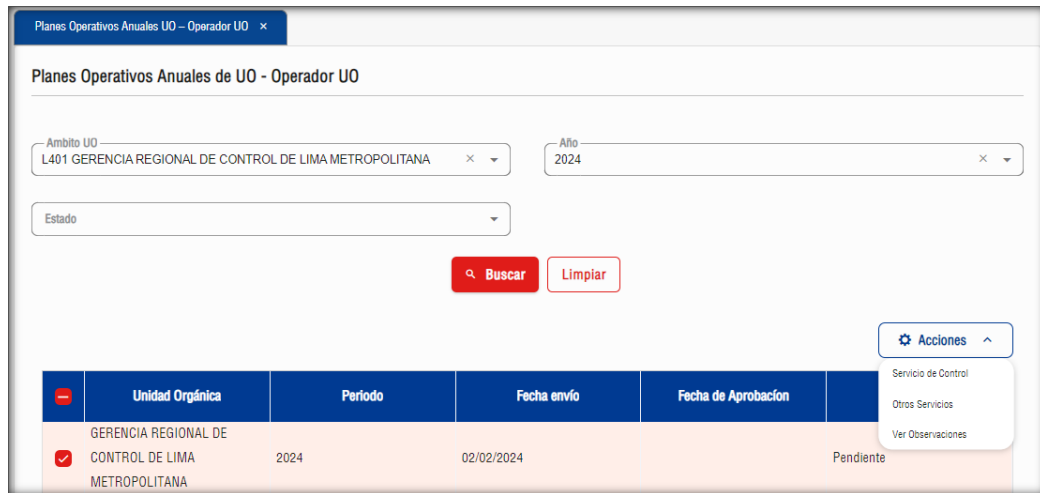 Planes Operativos Anuales UO – Operador UO ×
Planes Operativos Anuales de UO - Operador UO
Ambito UO
L401 GERENCIA REGIONAL DE CONTROL DE LIMA METROPOLITANA ×
Año
2024 ×
Estado
Buscar
Limpiar
Acciones
Servicio de Control
Otros Servicios
Ver Observaciones
Unidad Orgánica
Período
Fecha envío
Fecha de Aprobacíon
GERENCIA REGIONAL DE
CONTROL DE LIMA
METROPOLITANA
2024
02/02/2024
Pendiente